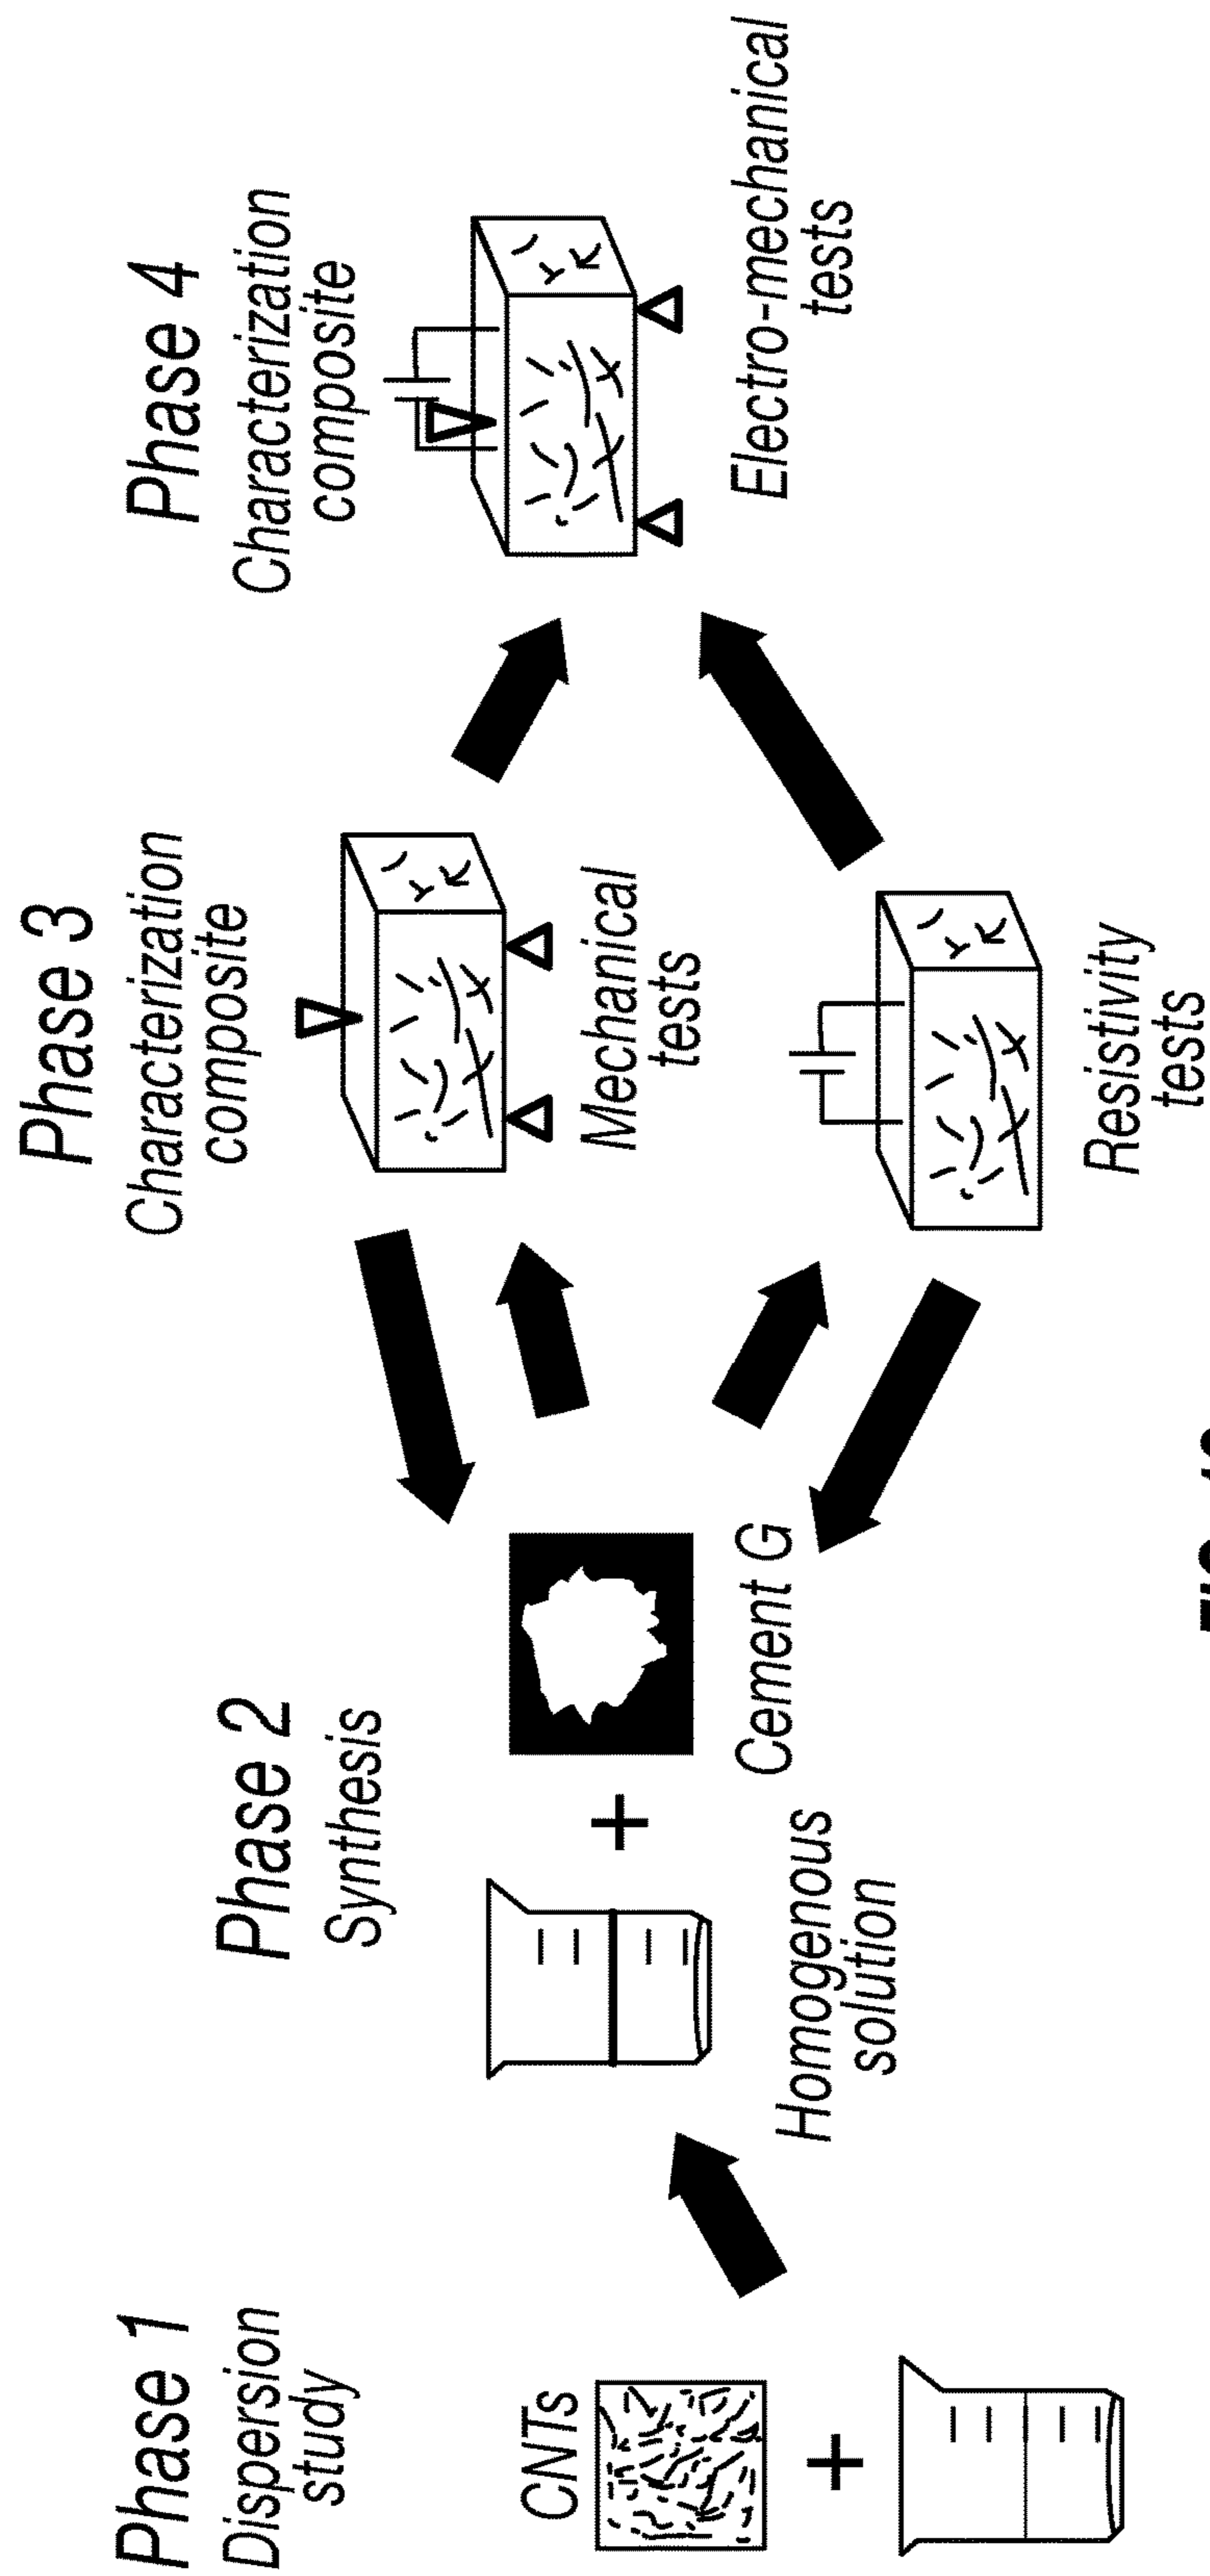 Phase 1
Dispersion
study
CNTs
+
Phase 2
Synthesis
+
Homogenous
solution
Cement G
Phase 3
Characterization
composite
Mechanical
tests
Resistivity
tests
Phase 4
Characterization
composite
Electro-mechanical
tests